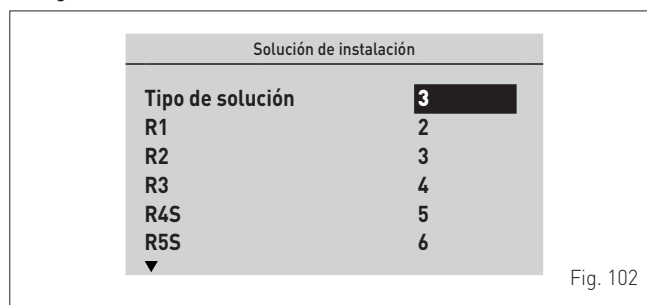 Solución de instalación
Tipo de solución 3
R1 2
R2 3
R3 4
R4S 5
R5S 6
▼
Fig. 102